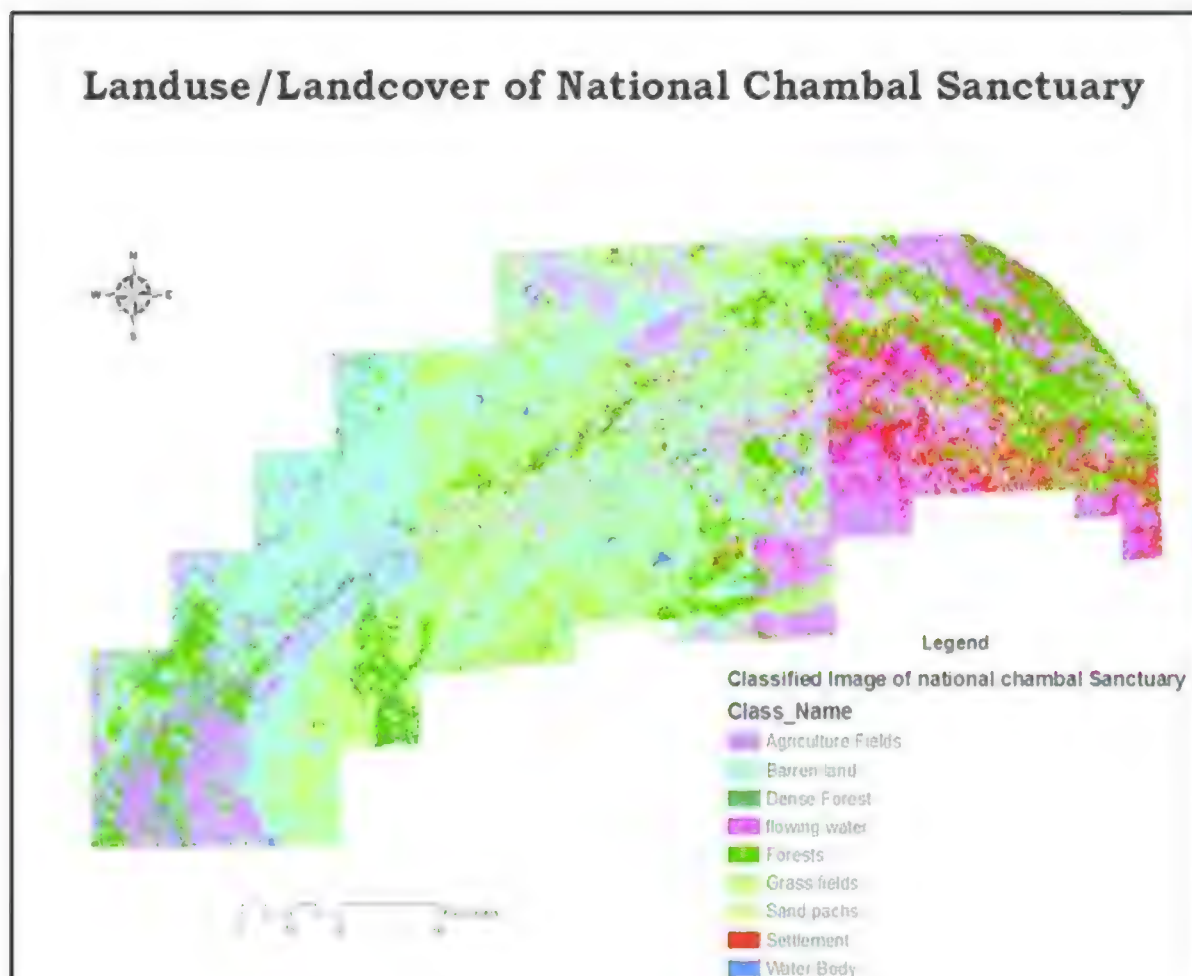 Landuse/Landcover of National Chambal Sanctuary
N
W E
S
Legend
Classified Image of national chambal Sanctuary
Class_Name
Agriculture Fields
Barren land
Dense Forest
flowing water
Forests
Grass fields
Sand pachs
Settlement
Water Body